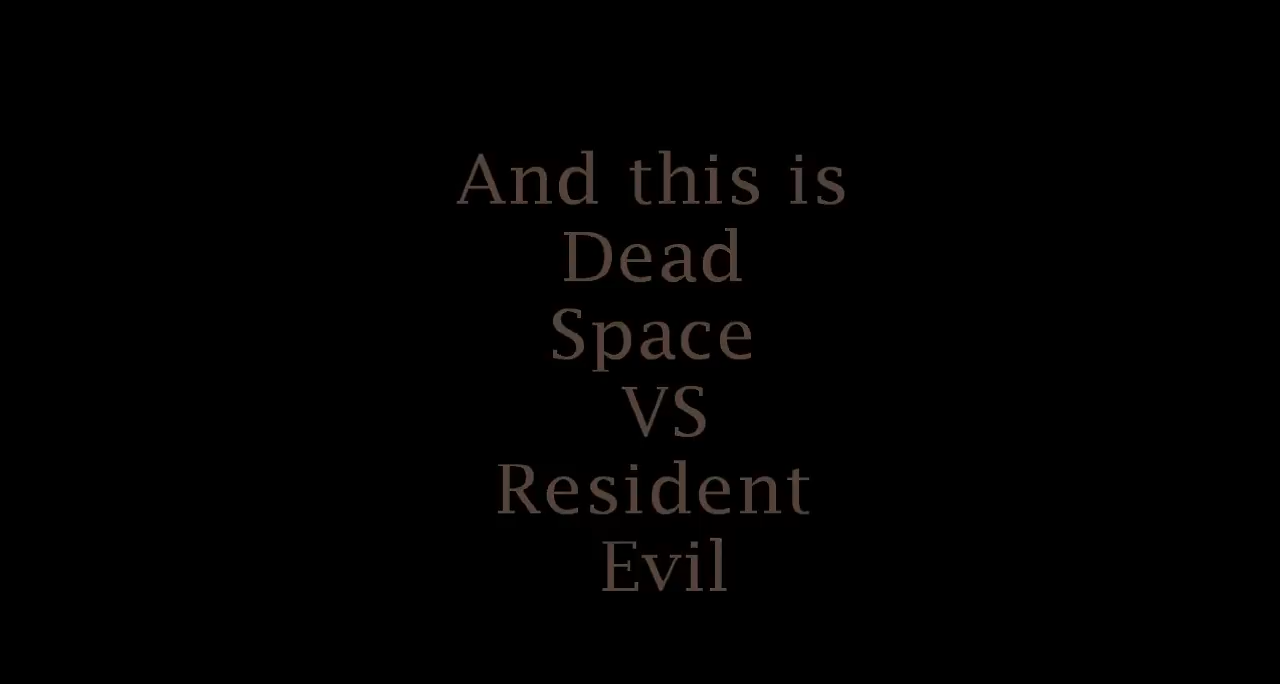 And this is
Dead
Space
VS
Resident
Evil